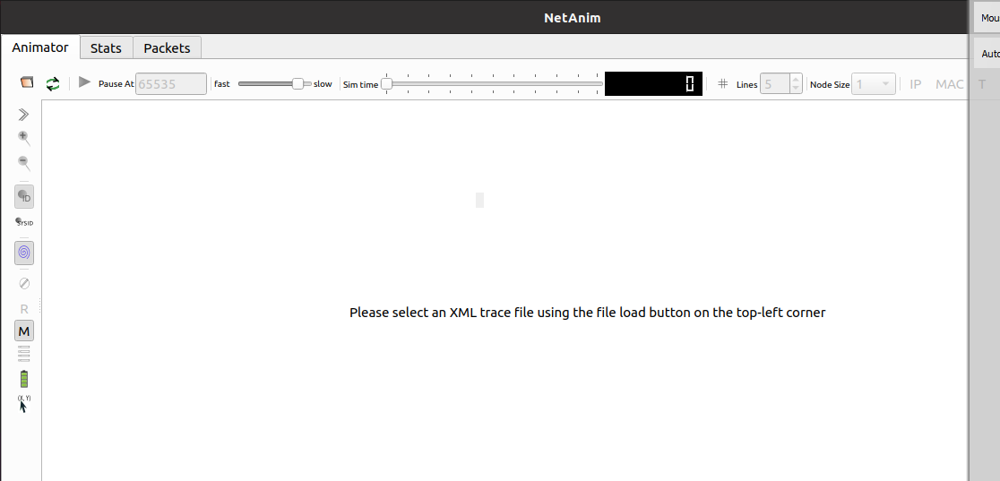 NetAnim
Mou
Animator Stats Packets
Auto
Pause At 65535 fast slow Sim time 0 # Lines 5 Node Size 1 IP MAC T
ID
SYSID
R
M
(X, Y)
Please select an XML trace file using the file load button on the top-left corner